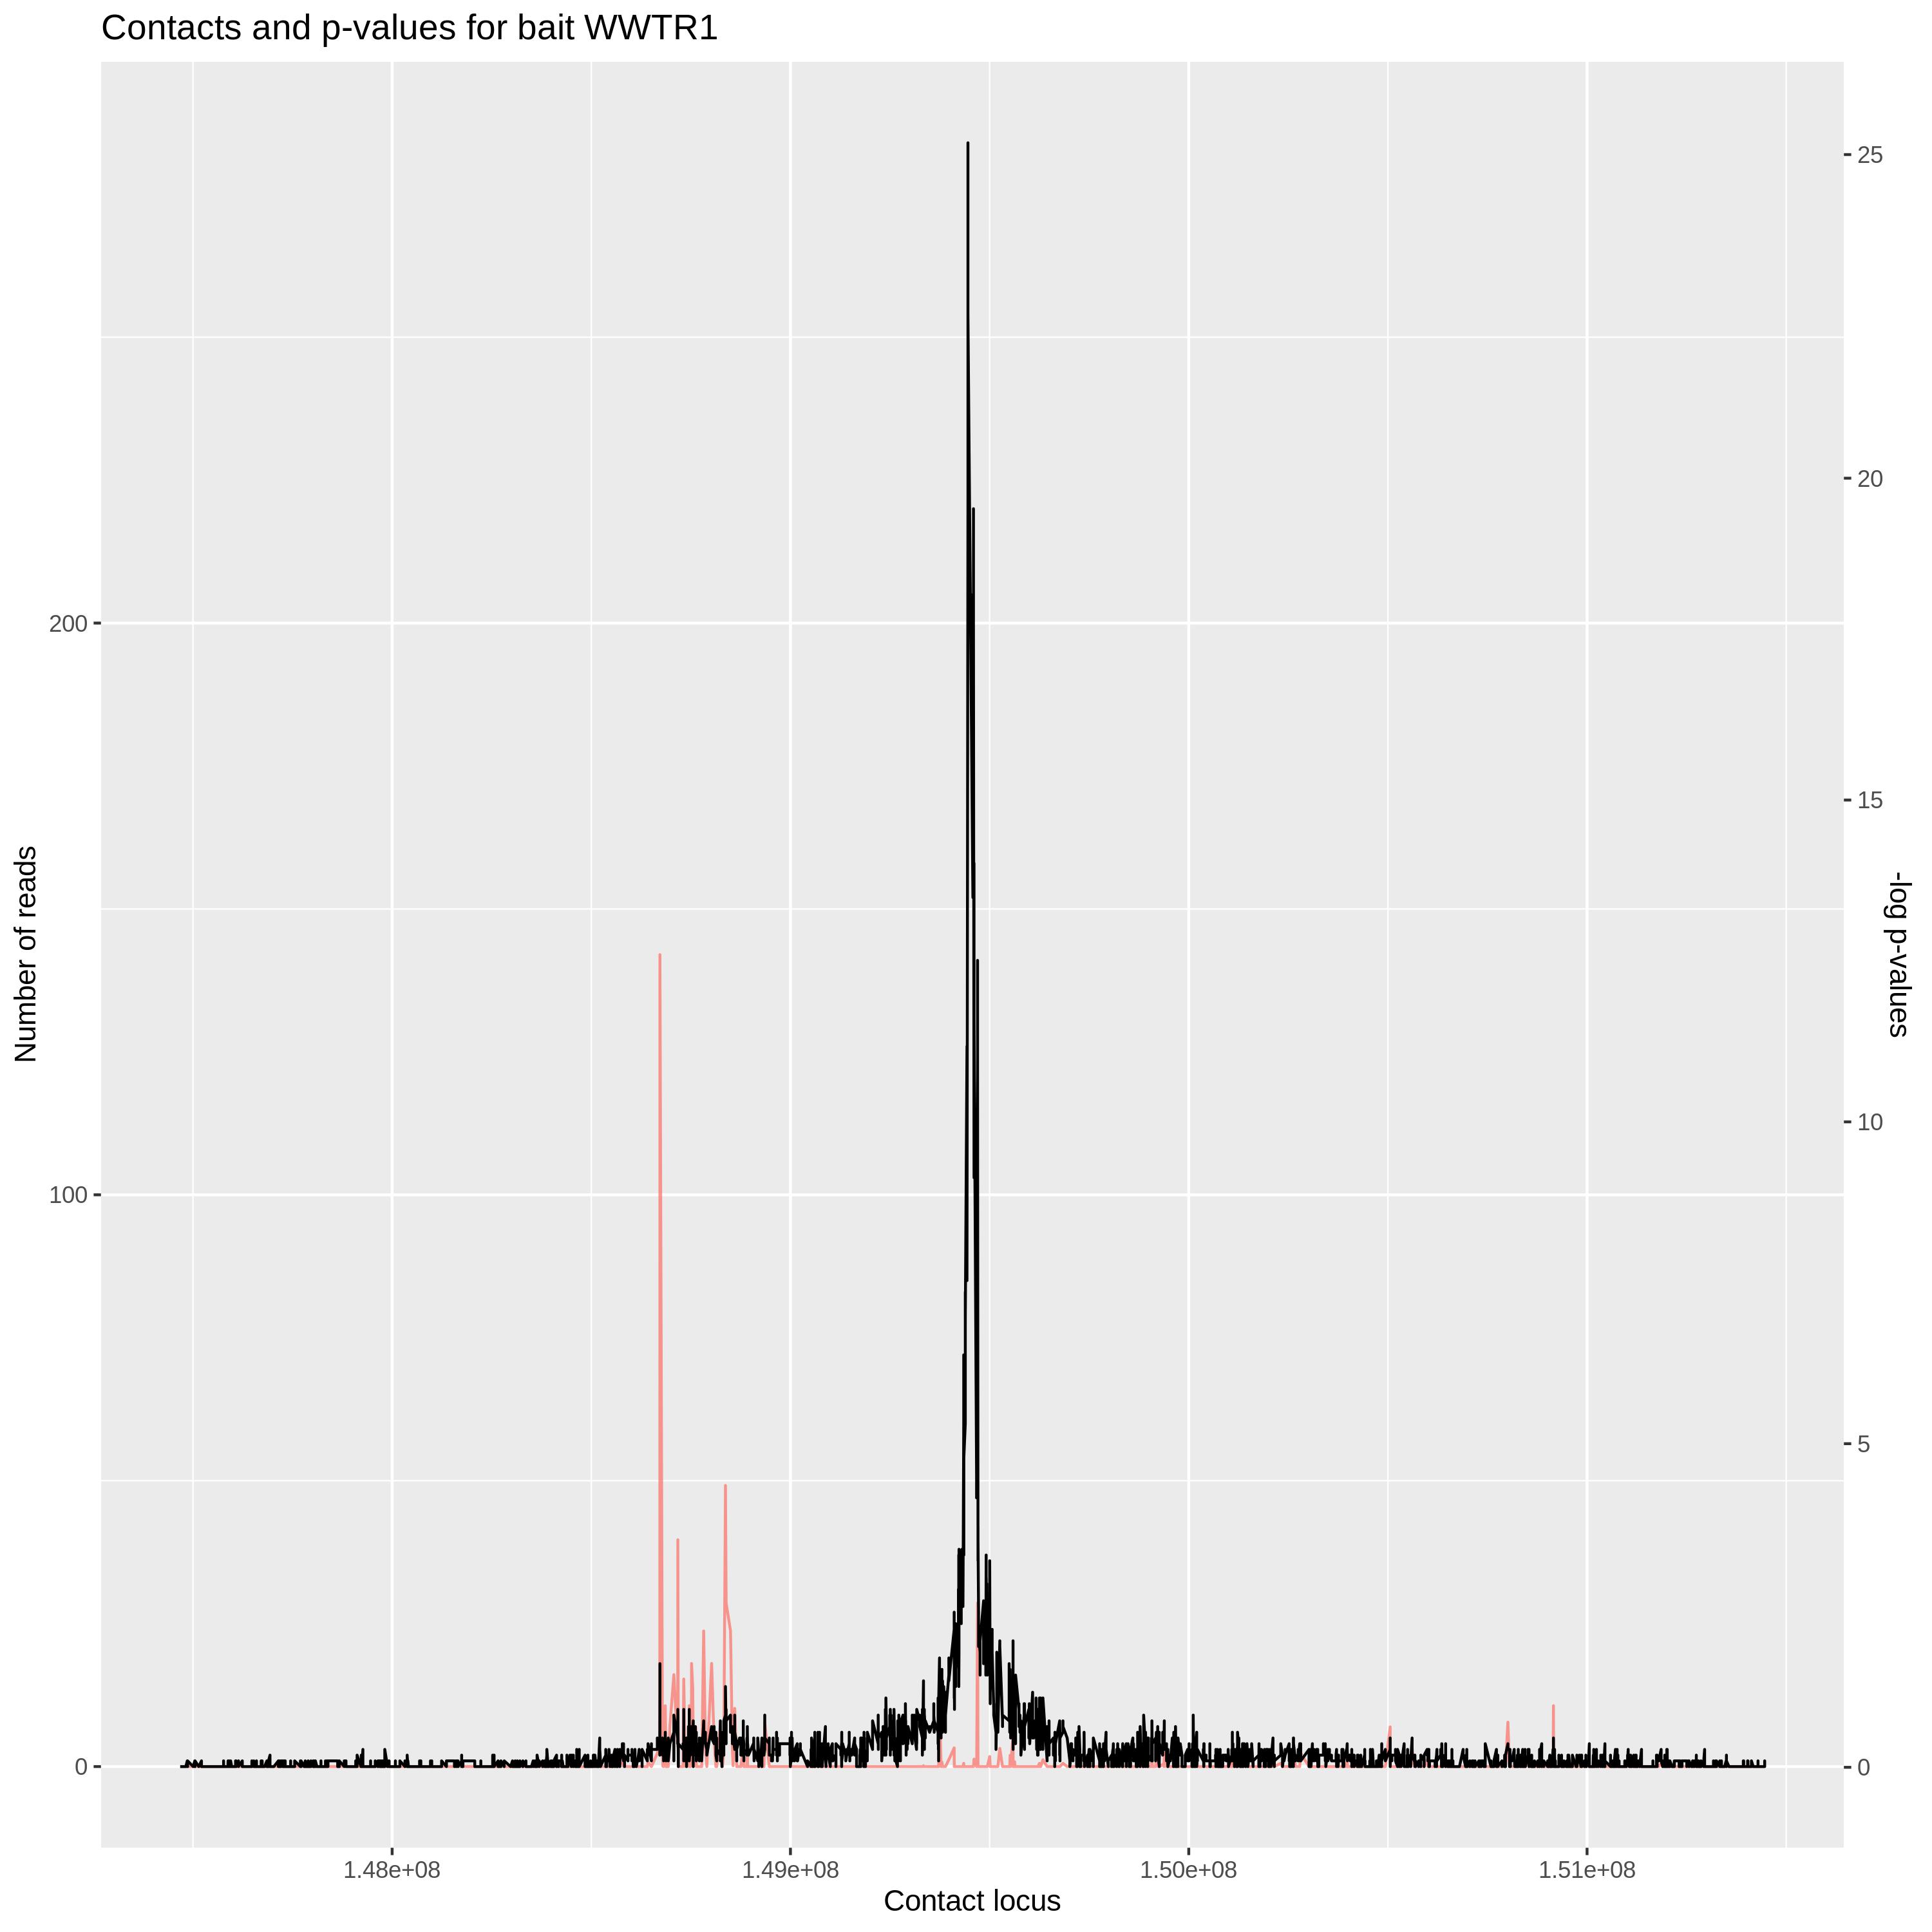 Contacts and p-values for bait WWTR1
25
20
200
15
Number of reads
-log p-values
10
100
5
0
0
1.48e+08 1.49e+08 1.50e+08 1.51e+08
Contact locus